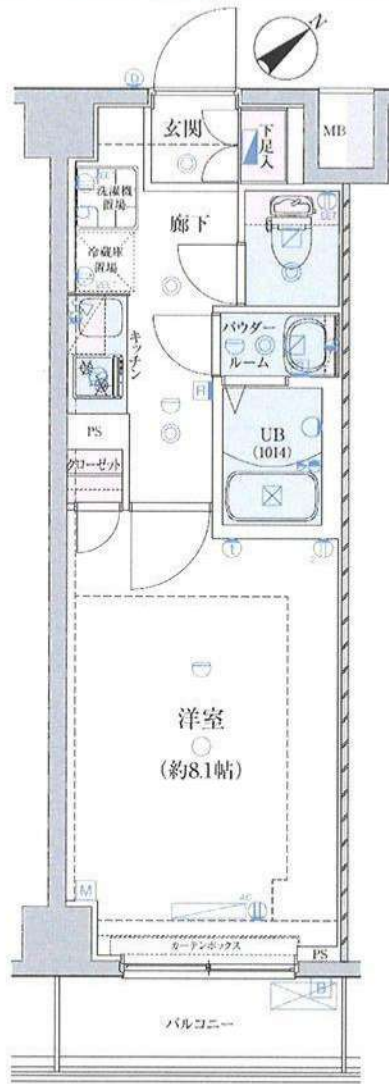 N
D
玄関
下足入
MB
洗濯機
置場
廊下
冷蔵庫
置場
キッチン
パウダー
ルーム
R
PS
UB
(1014)
クローゼット
t
2
洋室
(約8.1帖)
M
AC
カーテンボックス
PS
B
バルコニー